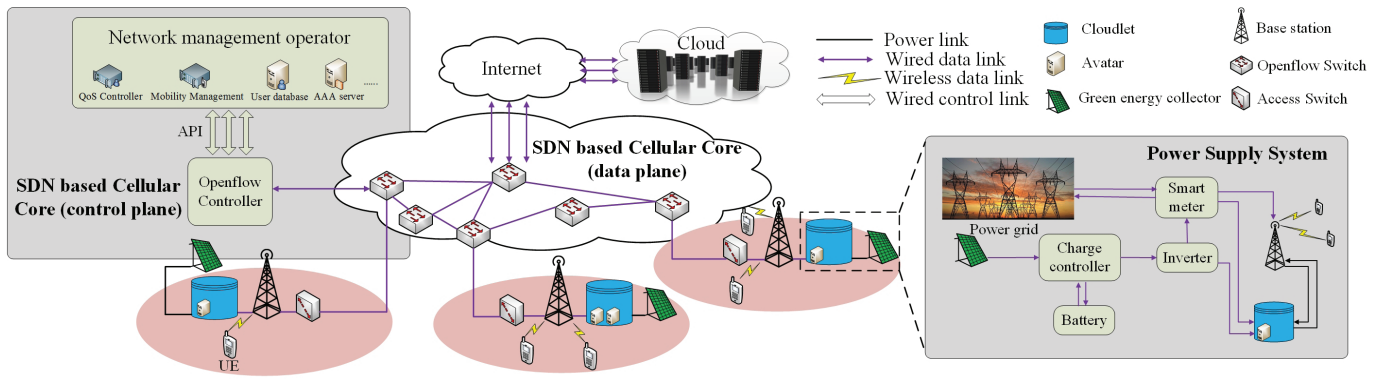 Network management operator
QoS Controller
Mobility Management
User database
AAA server
......
API
Openflow
Controller
SDN based Cellular
Core (control plane)
Internet
Cloud
SDN based Cellular Core
(data plane)
UE
Power link
Wired data link
Wireless data link
Wired control link
Cloudlet
Avatar
Green energy collector
Base station
Openflow Switch
Access Switch
Power Supply System
Power grid
Smart
meter
Charge
controller
Inverter
Battery